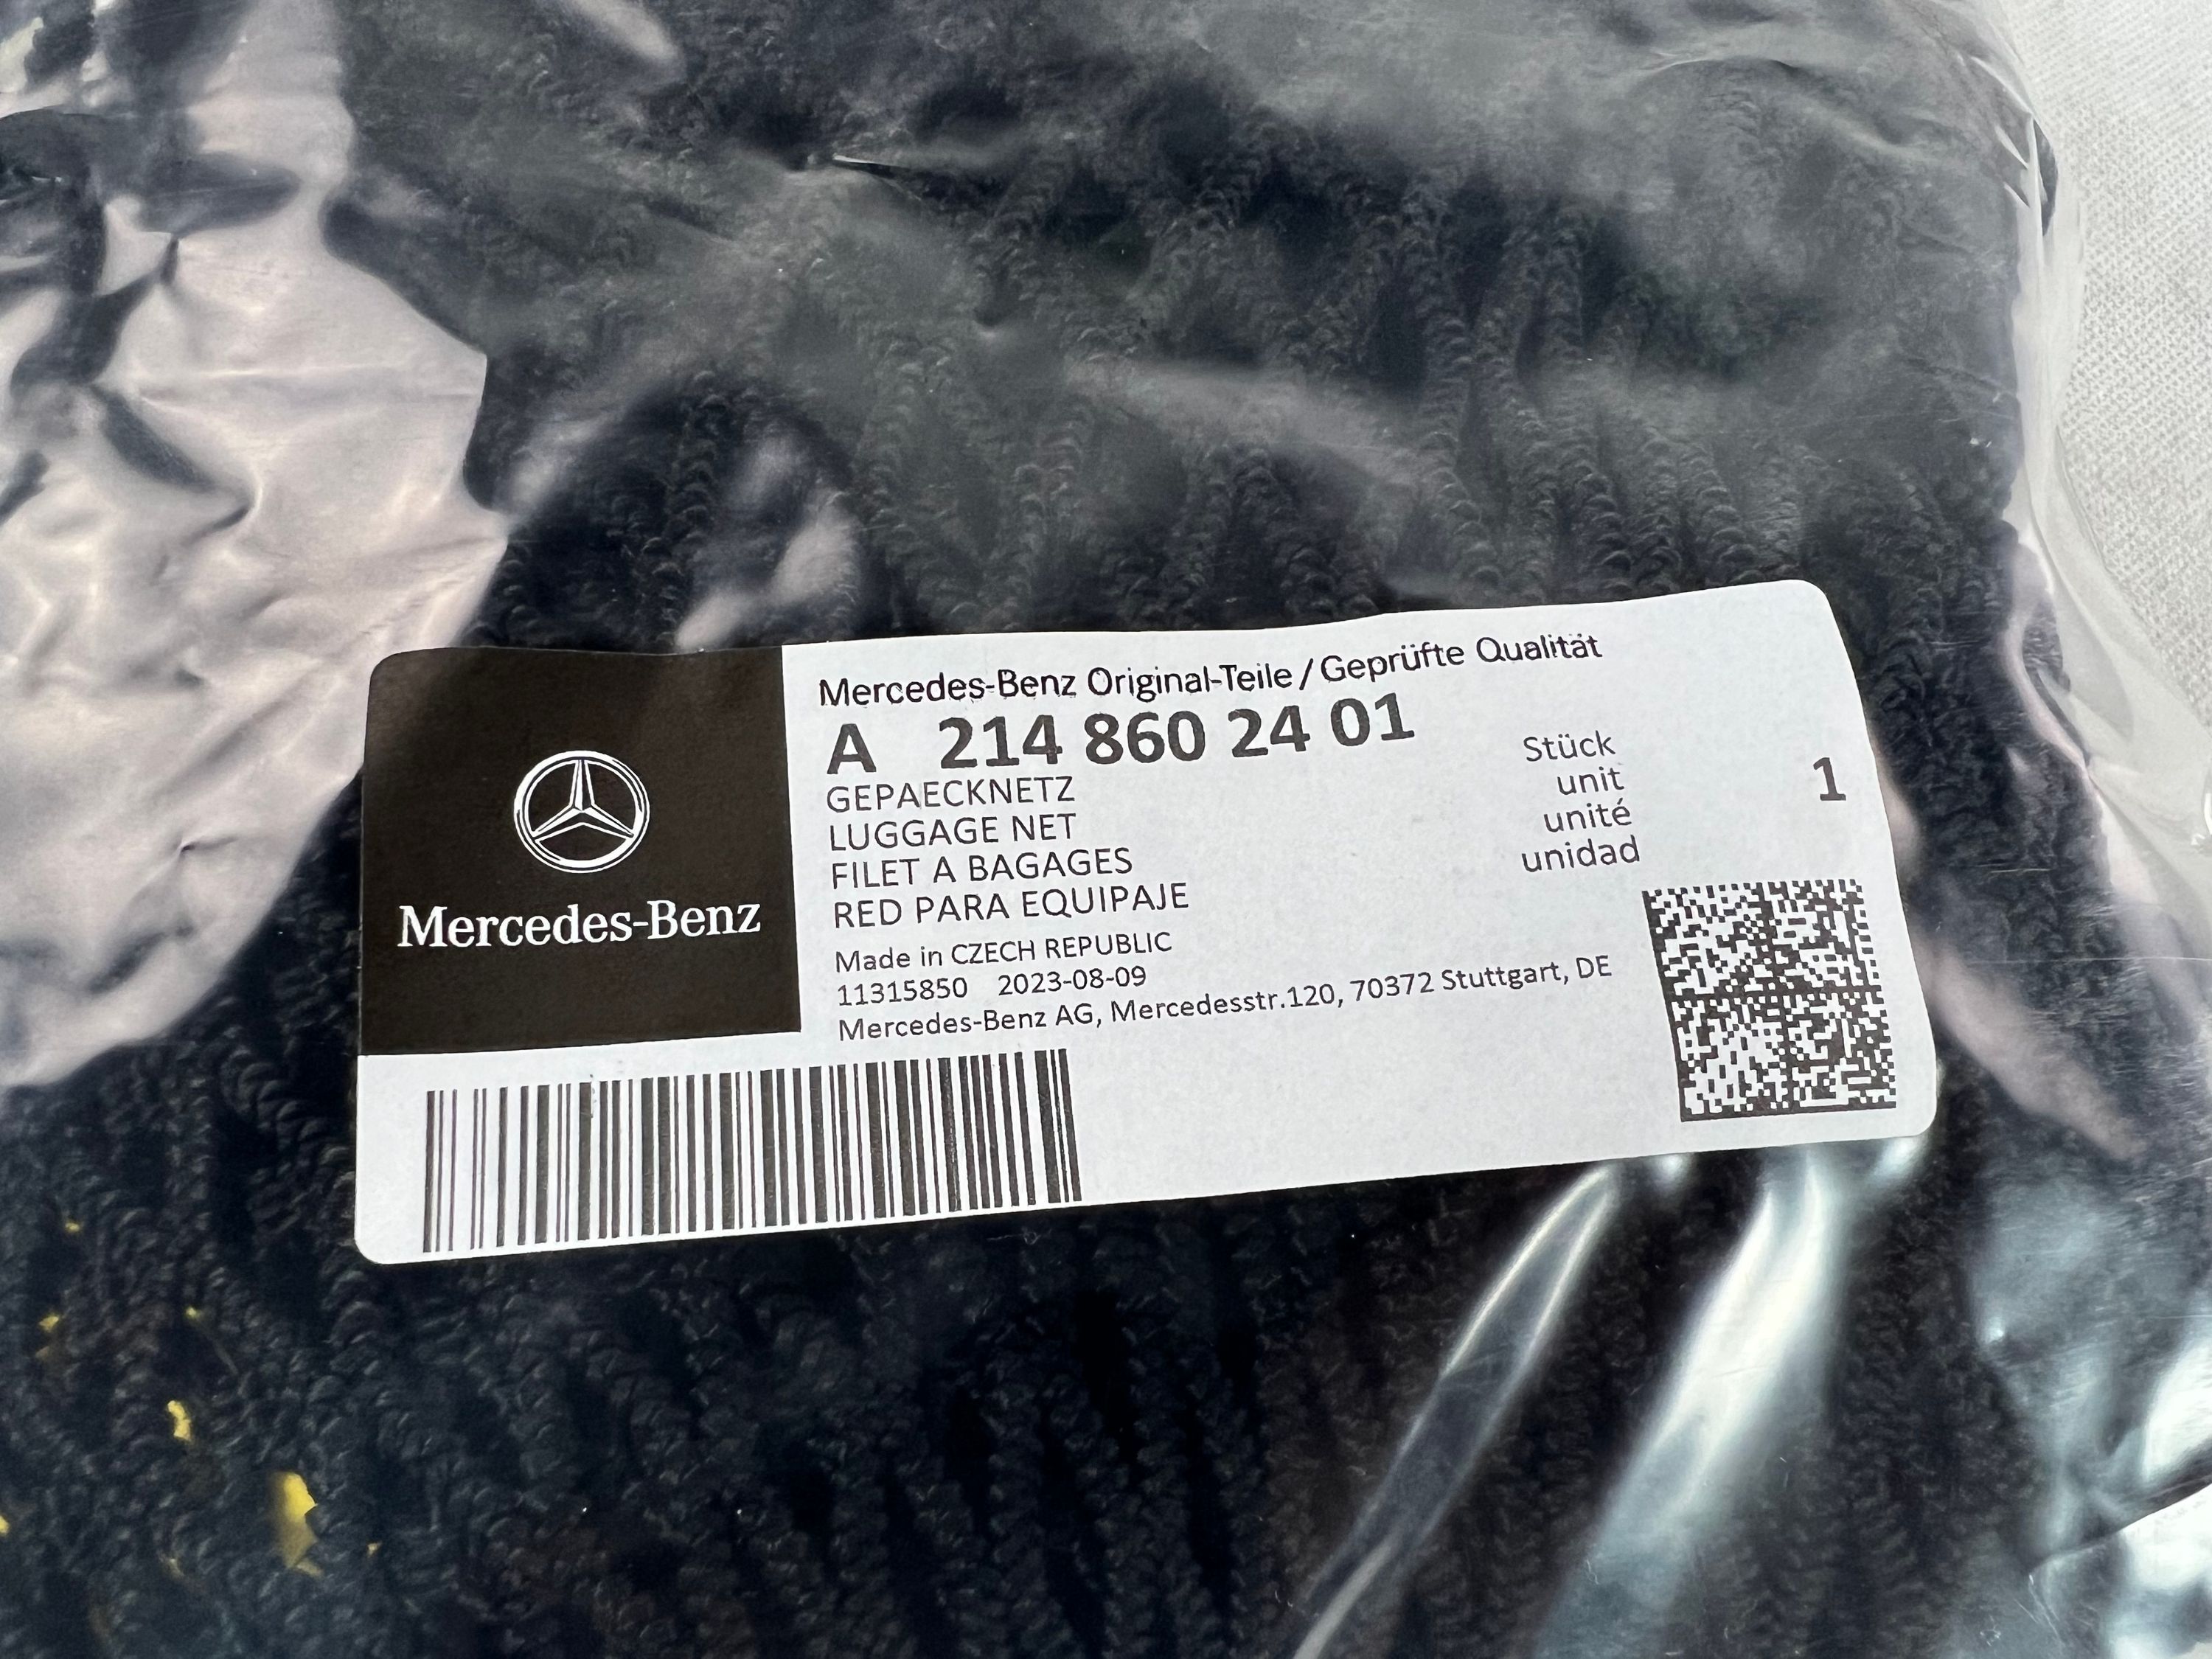 Mercedes-Benz
Mercedes-Benz Original-Teile / Geprüfte Qualität
A 214 860 24 01
GEPAECKNETZ
LUGGAGE NET
FILET A BAGAGES
RED PARA EQUIPAJE
Stück
unit
unité
unidad
1
Made in CZECH REPUBLIC
11315850 2023-08-09
Mercedes-Benz AG, Mercedesstr.120, 70372 Stuttgart, DE